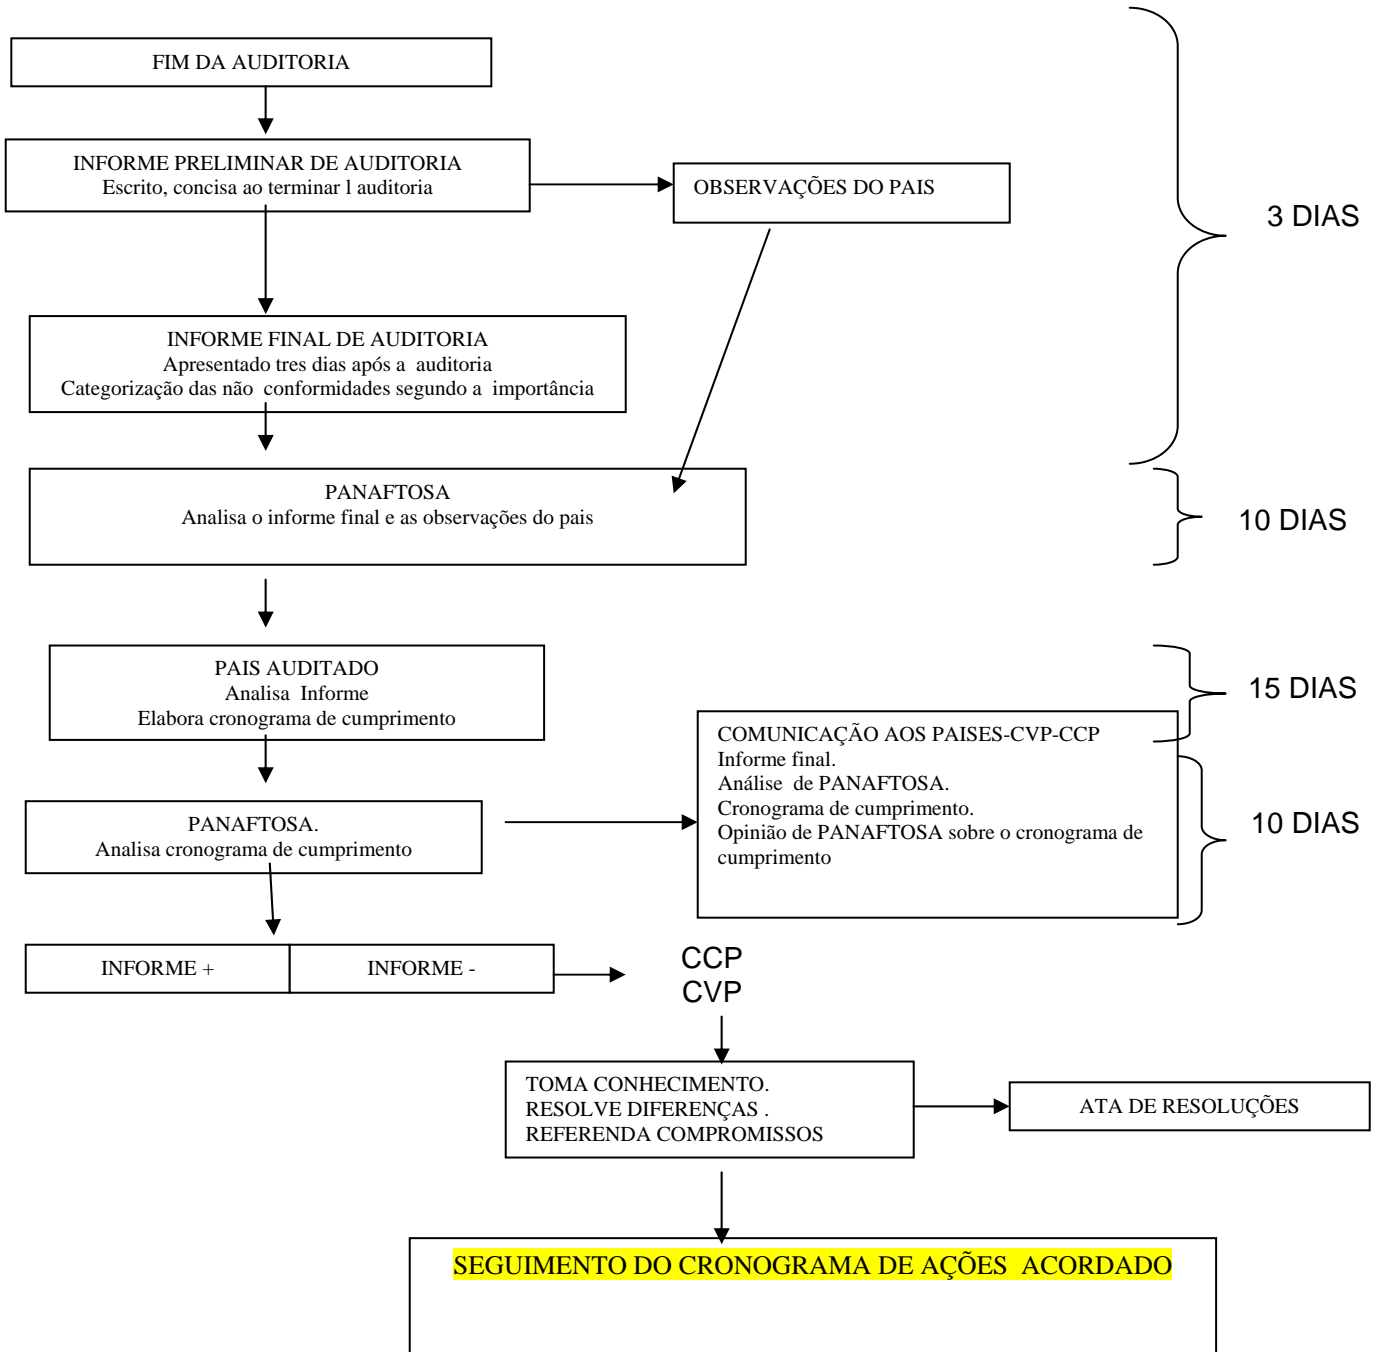 FIM DA AUDITORIA
INFORME PRELIMINAR DE AUDITORIA
Escrito, concisa ao terminar l auditoria
OBSERVAÇÕES DO PAIS
3 DIAS
INFORME FINAL DE AUDITORIA
Apresentado tres dias após a auditoria
Categorização das não conformidades segundo a importância
PANAFTOSA
Analisa o informe final e as observações do pais
10 DIAS
PAIS AUDITADO
Analisa Informe
Elabora cronograma de cumprimento
15 DIAS
COMUNICAÇÃO AOS PAISES-CVP-CCP
Informe final.
Análise de PANAFTOSA.
Cronograma de cumprimento.
Opinião de PANAFTOSA sobre o cronograma de
cumprimento
10 DIAS
PANAFTOSA.
Analisa cronograma de cumprimento
INFORME +
INFORME -
CCP
CVP
TOMA CONHECIMENTO.
RESOLVE DIFERENÇAS .
REFERENDA COMPROMISSOS
ATA DE RESOLUÇÕES
SEGUIMENTO DO CRONOGRAMA DE AÇÕES ACORDADO